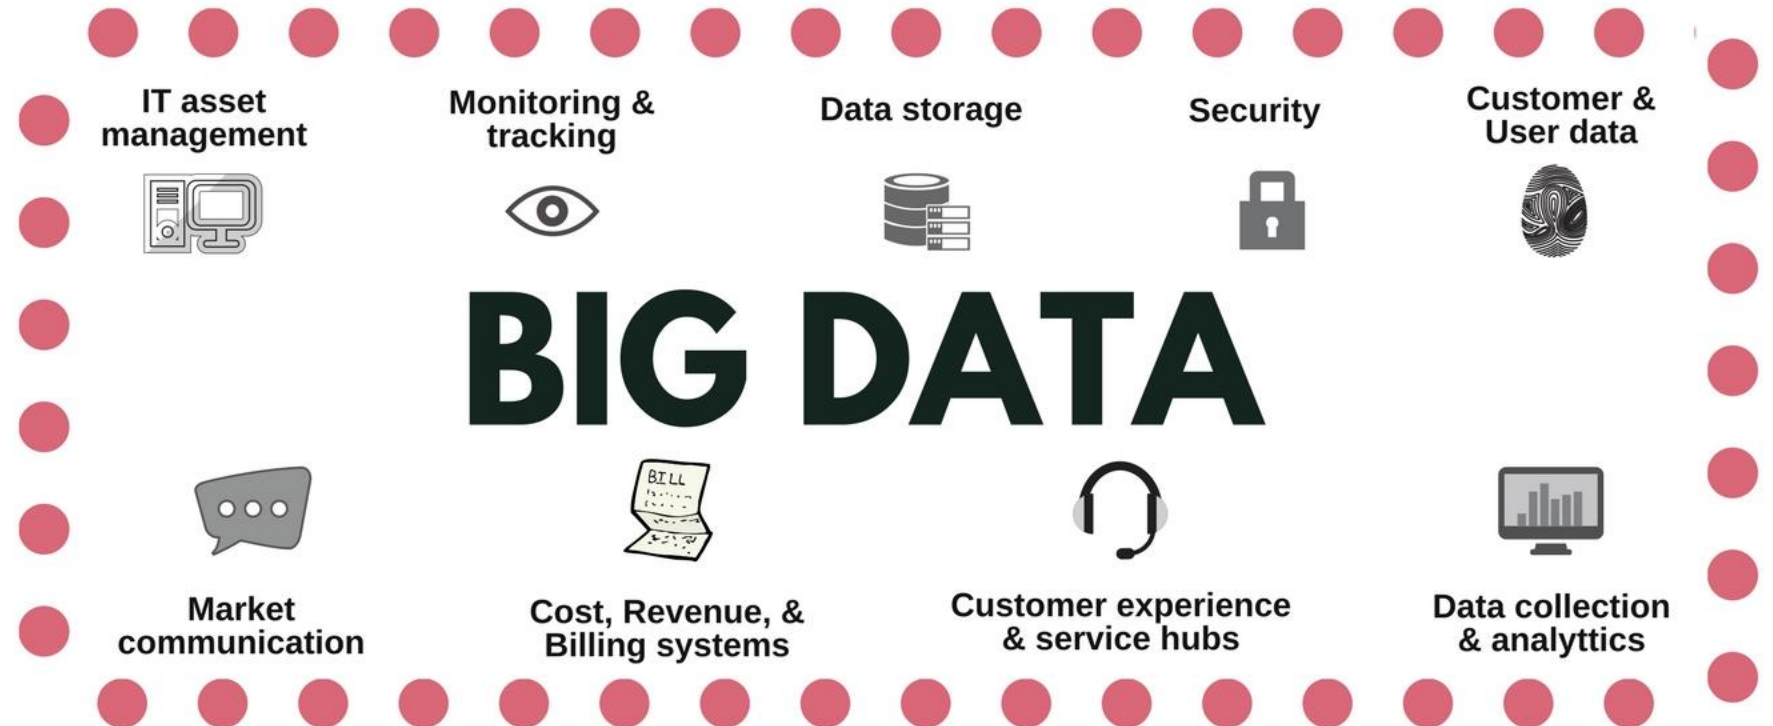 IT asset
management
Monitoring &
tracking
Data storage
Security
Customer &
User data
BIG DATA
BILL
Market
communication
Cost, Revenue, &
Billing systems
Customer experience
& service hubs
Data collection
& analyttics